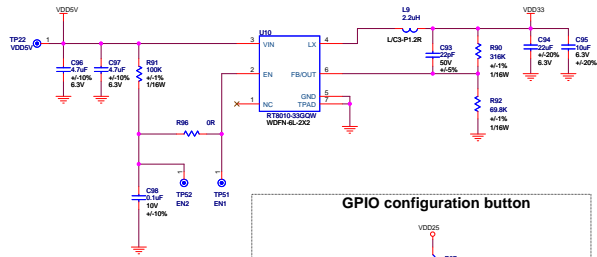 VDD5V
TP22
VDD5V
1
C96
4.7uF
+/-10%
6.3V
C97
4.7uF
+/-10%
6.3V
R91
100K
+/-1%
1/16W
R96
0R
C98
0.1uF
10V
+/-10%
1
TP52
EN2
1
TP51
EN1
U10
3
VIN
LX
4
2
EN
FB/OUT
6
1
NC
GND
5
TPAD
7
RT8010-33GQW
WDFN-6L-2X2
L9
2.2uH
L/C3-P1.2R
C93
22pF
50V
+/-5%
R90
316K
+/-1%
1/16W
R92
69.8K
+/-1%
1/16W
VDD33
C94
22uF
+/-20%
6.3V
C95
10uF
6.3V
+/-20%
GPIO configuration button
VDD25